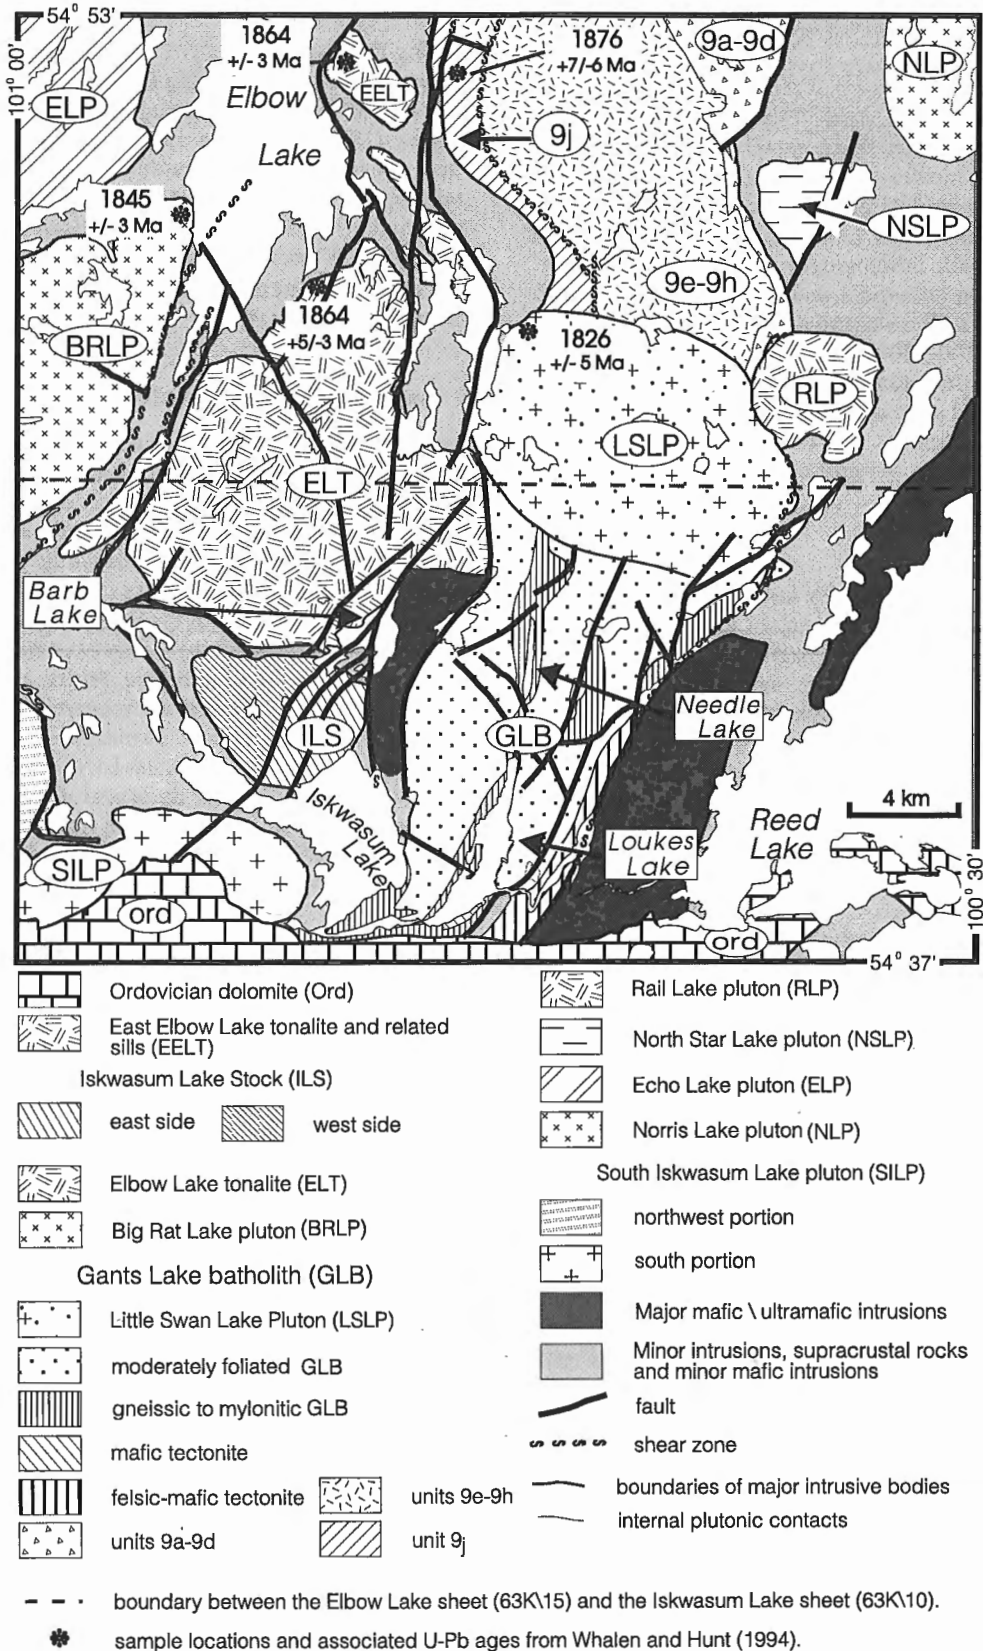 54° 53'
101° 00'
1864
+/- 3 Ma
1876
+7/-6 Ma
9a-9d
NLP
ELP
Elbow
Lake
EELT
9j
1845
+/- 3 Ma
NSLP
9e-9h
1864
+5/-3 Ma
1826
+/- 5 Ma
BRLP
RLP
LSLP
ELT
Barb
Lake
Needle
Lake
ILS
GLB
Iskwasum
Lake
4 km
Reed
Lake
Loukes
Lake
SILP
ord
ord
100° 30'
54° 37'
Ordovician dolomite (Ord)
East Elbow Lake tonalite and related
sills (EELT)
Iskwasum Lake Stock (ILS)
east side
west side
Elbow Lake tonalite (ELT)
Big Rat Lake pluton (BRLP)
Gants Lake batholith (GLB)
Little Swan Lake Pluton (LSLP)
moderately foliated GLB
gneissic to mylonitic GLB
mafic tectonite
felsic-mafic tectonite
units 9e-9h
units 9a-9d
unit 9j
Rail Lake pluton (RLP)
North Star Lake pluton (NSLP)
Echo Lake pluton (ELP)
Norris Lake pluton (NLP)
South Iskwasum Lake pluton (SILP)
northwest portion
south portion
Major mafic \ ultramafic intrusions
Minor intrusions, supracrustal rocks
and minor mafic intrusions
fault
shear zone
boundaries of major intrusive bodies
internal plutonic contacts
boundary between the Elbow Lake sheet (63K\15) and the Iskwasum Lake sheet (63K\10).
sample locations and associated U-Pb ages from Whalen and Hunt (1994).